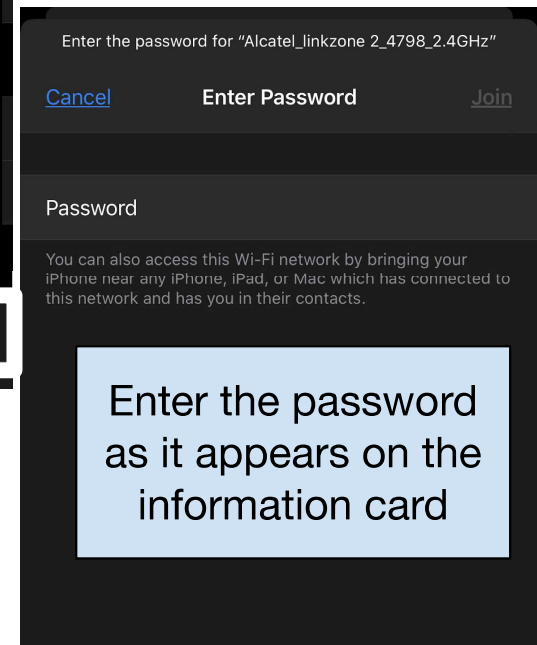 Enter the password for “Alcatel_linkzone 2_4798_2.4GHz”
Cancel Enter Password Join
Password
You can also access this Wi-Fi network by bringing your
iPhone near any iPhone, iPad, or Mac which has connected to
this network and has you in their contacts.
Enter the password
as it appears on the
information card